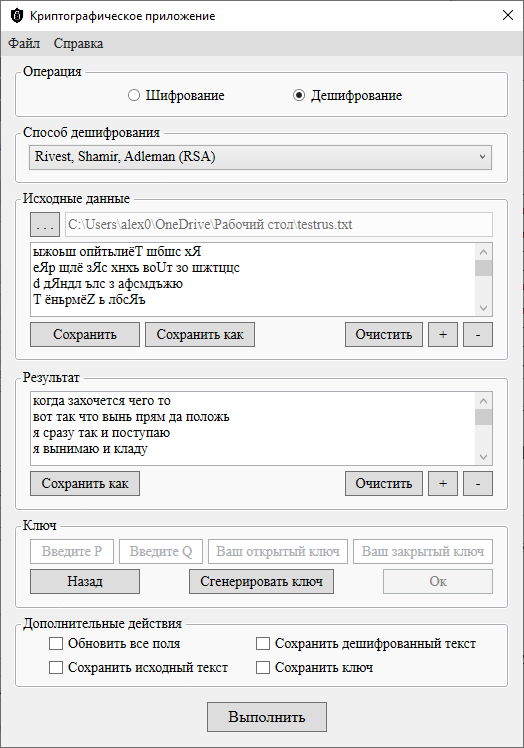 Криптографическое приложение
Файл Справка
Операция
Шифрование Дешифрование
Способ дешифрования
Rivest, Shamir, Adleman (RSA)
Исходные данные
... C:\Users\alex0\OneDrive\Рабочий стол\testrus.txt
ыжоьш опйтьлиёТ шбшс хЯ
еЯр щлё зЯс хнхъ воUт зо шжтццс
d дЯндл ълс з афсмдъжю
Т ёньрмёZ ь лбсЯъ
Сохранить Сохранить как Очистить + -
Результат
когда захочется чего то
вот так что вынь прям да положь
я сразу так и поступаю
я вынимаю и кладу
Сохранить как Очистить + -
Ключ
Введите P Введите Q Ваш открытый ключ Ваш закрытый ключ
Назад Сгенерировать ключ Ок
Дополнительные действия
Обновить все поля Сохранить дешифрованный текст
Сохранить исходный текст Сохранить ключ
Выполнить